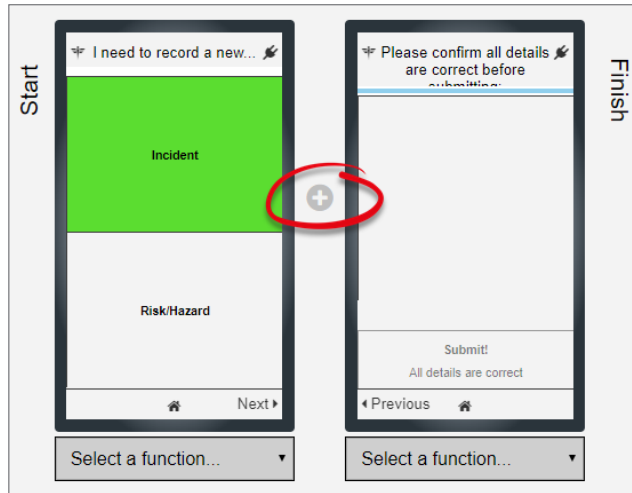 Start
I need to record a new...
Incident
Risk/Hazard
Next
Select a function...
Please confirm all details
are correct before
submitting:
Submit!
All details are correct
Previous
Select a function...
Finish